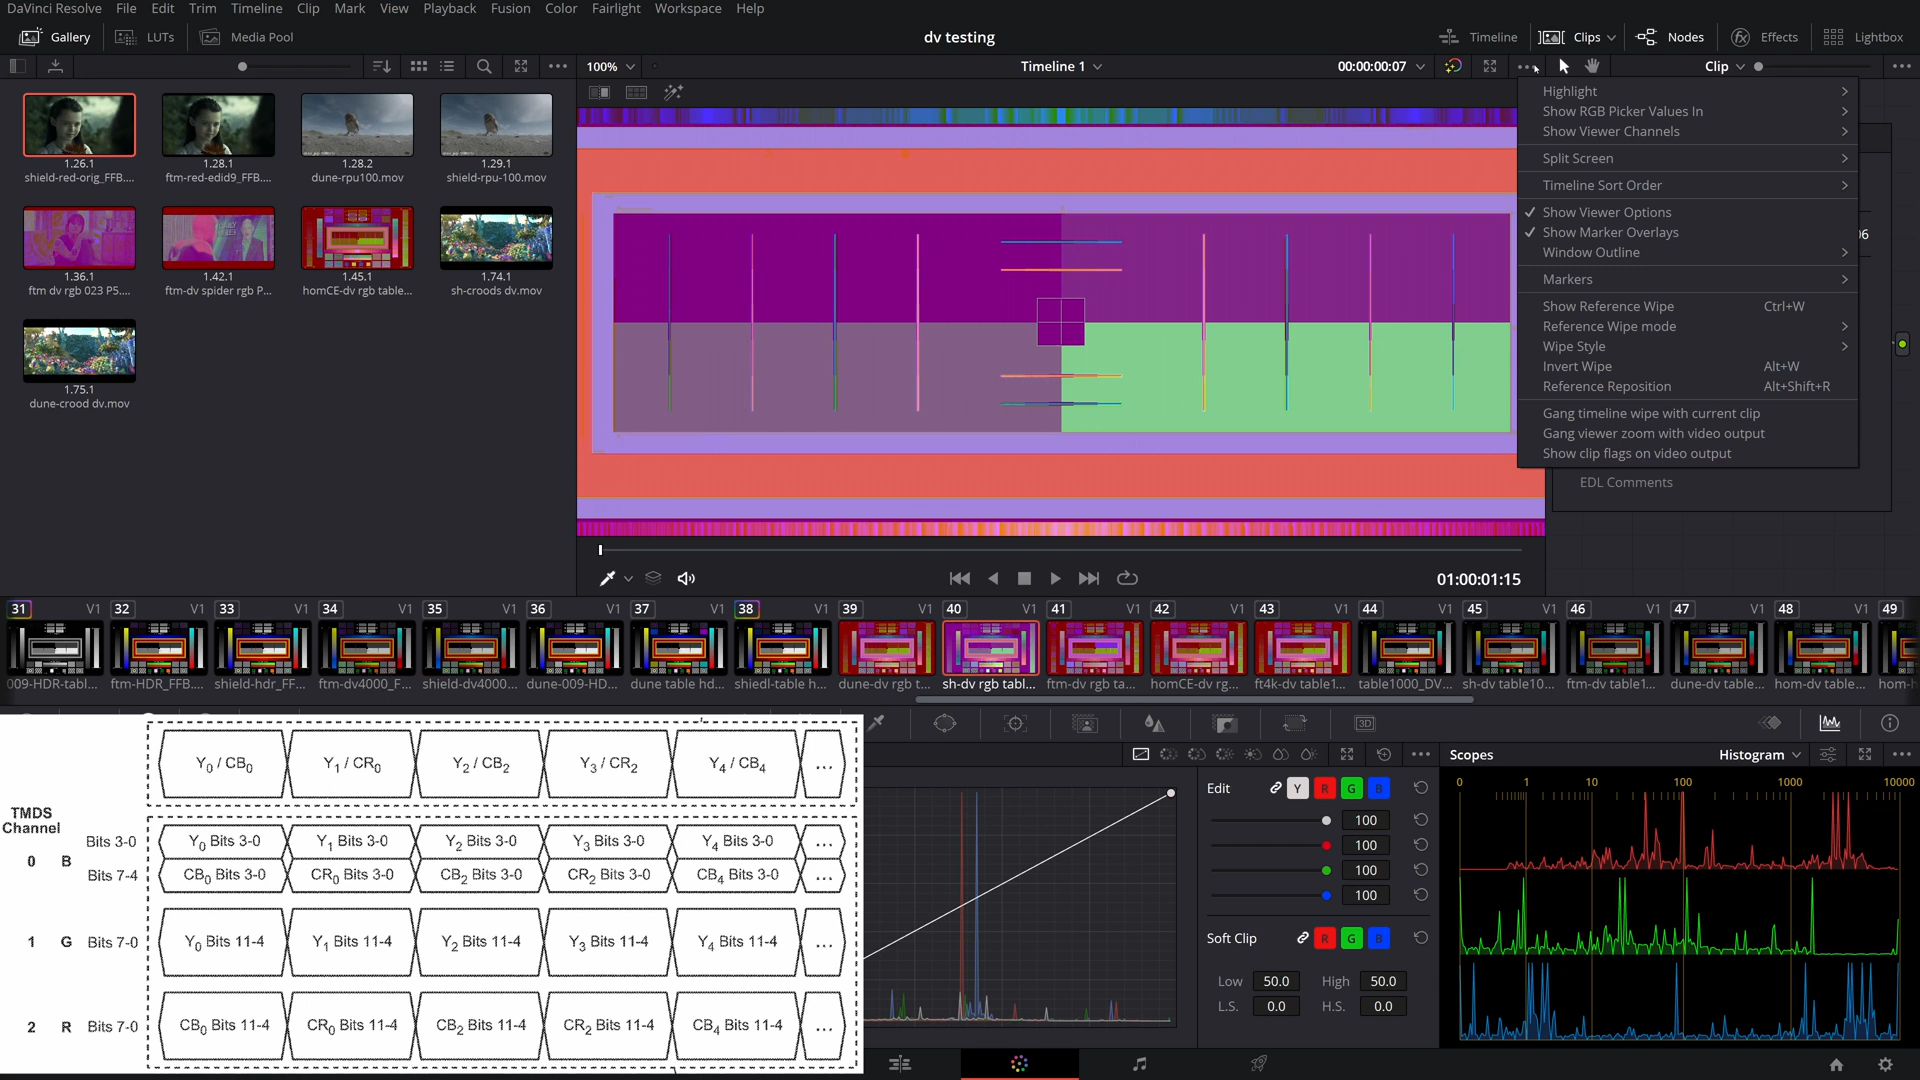 DaVinci Resolve File Edit Trim Timeline Clip Mark View Playback Fusion Color Fairlight Workspace Help
Gallery LUTs Media Pool dv testing Timeline Clips Nodes Effects Lightbox
100% Timeline 1 00:00:00:07 Clip
Highlight
Show RGB Picker Values In
Show Viewer Channels
Split Screen
Timeline Sort Order
Show Viewer Options
Show Marker Overlays
Window Outline
Markers
Show Reference Wipe Ctrl+W
Reference Wipe mode
Wipe Style
Invert Wipe Alt+W
Reference Reposition Alt+Shift+R
Gang timeline wipe with current clip
Gang viewer zoom with video output
Show clip flags on video output
06
EDL Comments
1.26.1 1.28.1 1.28.2 1.29.1
shield-red-orig_FFB.... ftm-red-edid9_FFB.... dune-rpu100.mov shield-rpu-100.mov
1.36.1 1.42.1 1.45.1 1.74.1
ftm dv rgb 023 P5.... ftm-dv spider rgb P... homCE-dv rgb table... sh-croods dv.mov
1.75.1
dune-crood dv.mov
01:00:01:15
31 V1 32 V1 33 V1 34 V1 35 V1 36 V1 37 V1 38 V1 39 V1 40 V1 41 V1 42 V1 43 V1 44 V1 45 V1 46 V1 47 V1 48 V1 49
009-HDR-tabl... ftm-HDR_FFB.... shield-hdr_FF... ftm-dv4000_F... shield-dv4000... dune-009-HD... dune table hd... shiedl-table h... dune-dv rgb t... sh-dv rgb tabl... ftm-dv rgb ta... homCE-dv rg... ft4k-dv table1... table1000_DV... sh-dv table10... ftm-dv table1... dune-dv table... hom-dv table... hom-h
3D
Y0 / CB0 Y1 / CR0 Y2 / CB2 Y3 / CR2 Y4 / CB4 ...
TMDS
Channel
Bits 3-0 Y0 Bits 3-0 Y1 Bits 3-0 Y2 Bits 3-0 Y3 Bits 3-0 Y4 Bits 3-0 ...
0 B
Bits 7-4 CB0 Bits 3-0 CR0 Bits 3-0 CB2 Bits 3-0 CR2 Bits 3-0 CB4 Bits 3-0 ...
1 G Bits 7-0 Y0 Bits 11-4 Y1 Bits 11-4 Y2 Bits 11-4 Y3 Bits 11-4 Y4 Bits 11-4 ...
2 R Bits 7-0 CB0 Bits 11-4 CR0 Bits 11-4 CB2 Bits 11-4 CR2 Bits 11-4 CB4 Bits 11-4 ...
Edit Y R G B
100
100
100
100
Soft Clip R G B
Low 50.0 High 50.0
L.S. 0.0 H.S. 0.0
Scopes Histogram
0 1 10 100 1000 10000